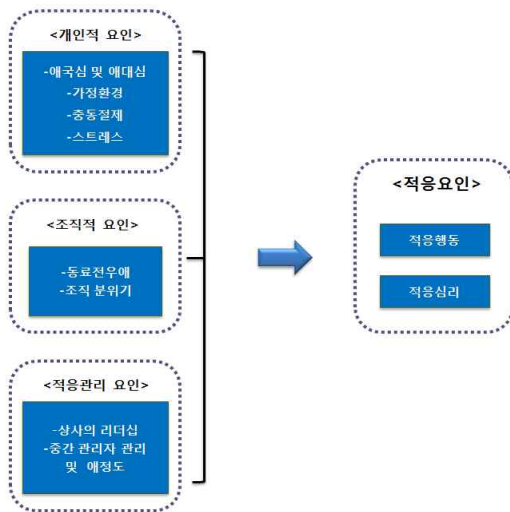 <개인적 요인>
-애국심 및 애대심
-가정환경
-충동절제
-스트레스
<조직적 요인>
-동료전우애
-조직 분위기
<적응관리 요인>
-상사의 리더십
-중간 관리자 관리
및 애정도
<적응요인>
적응행동
적응심리